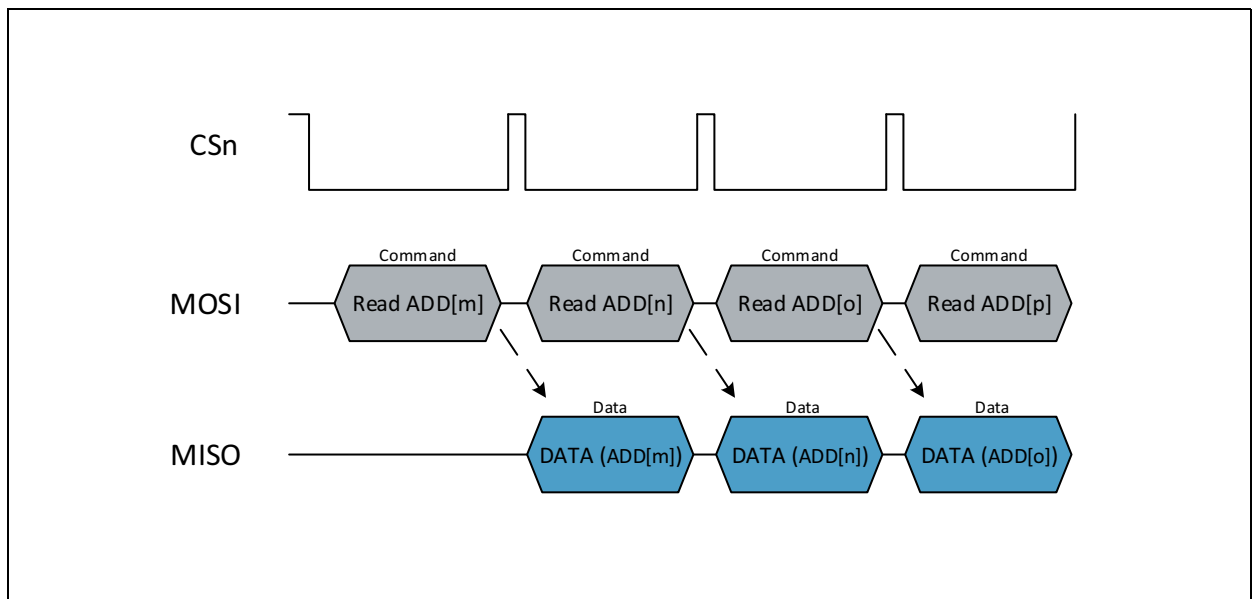 CSn
Command Command Command Command
MOSI Read ADD[m] Read ADD[n] Read ADD[o] Read ADD[p]
Data Data Data
MISO DATA (ADD[m]) DATA (ADD[n]) DATA (ADD[o])